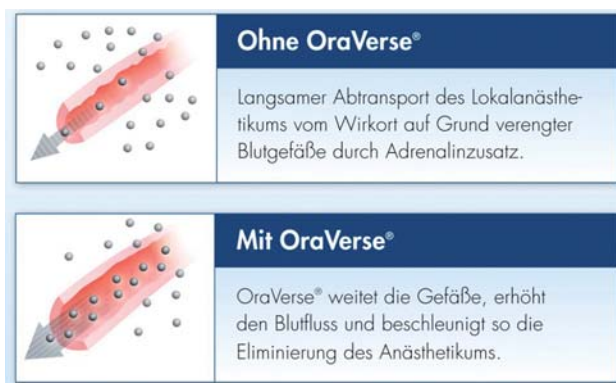 Ohne OraVerse®
Langsamer Abtransport des Lokalanästhe-
tikums vom Wirkort auf Grund verengter
Blutgefäße durch Adrenalinzusatz.
Mit OraVerse®
OraVerse® weitet die Gefäße, erhöht
den Blutfluss und beschleunigt so die
Eliminierung des Anästhetikums.